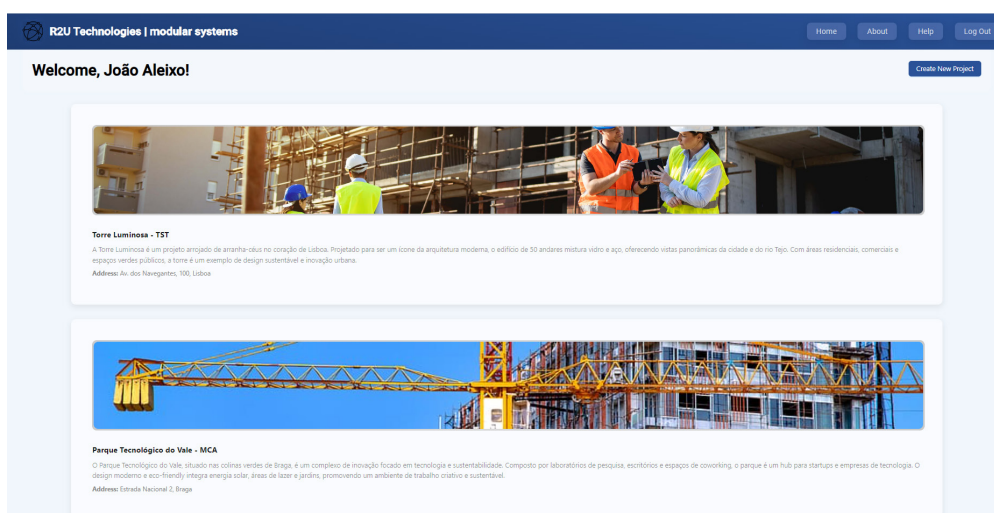 R2U Technologies | modular systems
Home About Help Log Out
Welcome, João Aleixo!
Create New Project
Torre Luminosa - TST
A Torre Luminosa é um projeto arrojado de arranha-céus no coração de Lisboa. Projetado para ser um ícone da arquitetura moderna, o edifício de 30 andares mistura vidro e aço, oferecendo vistas panorâmicas da cidade e do rio Tejo. Com áreas residenciais, comerciais e
espaços verdes públicos, a torre é um exemplo de design sustentável e inovação urbana.
Address: Av. dos Navegantes, 100, Lisboa
Parque Tecnológico do Vale - MCA
O Parque Tecnológico do Vale, situado nas colinas verdes de Braga, é um complexo de inovação focado em tecnologia e sustentabilidade. Composto por laboratórios de pesquisa, escritórios e espaços de coworking, o parque é um hub para startups e empresas de tecnologia. O
design moderno e eco-friendly integra energia solar, áreas de lazer e jardins, promovendo um ambiente de trabalho criativo e sustentável.
Address: Estrada Nacional 2, Braga